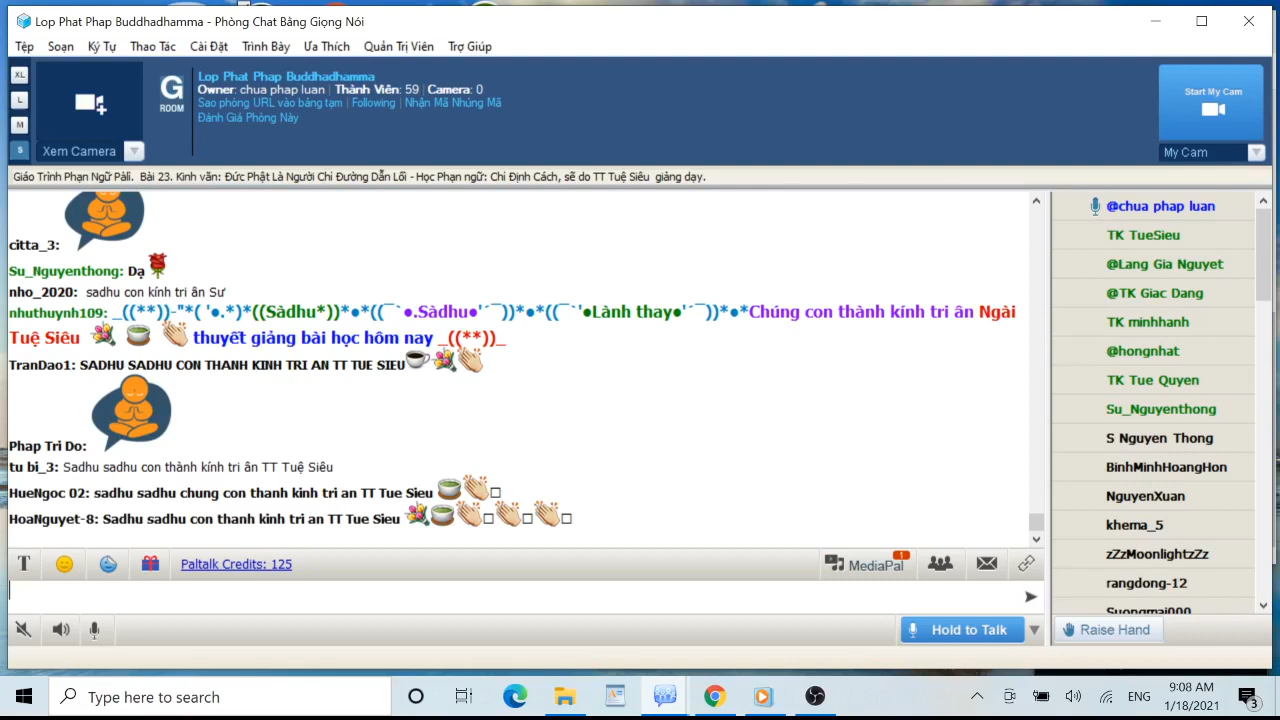 Lop Phat Phap Buddhadhamma - Phòng Chat Bằng Giọng Nói
Tệp Soạn Ký Tự Thao Tác Cài Đặt Trình Bày Ưa Thích Quản Trị Viên Trợ Giúp
XL
L
M
S
Xem Camera
G
ROOM
Lop Phat Phap Buddhadhamma
Owner: chua phap luan | Thành Viên: 59 | Camera: 0
Sao phòng URL vào bảng tạm | Following | Nhận Mã Nhúng Mã
Đánh Giá Phòng Này
Start My Cam
My Cam
Giáo Trình Phạn Ngữ Pàli. Bài 23. Kinh văn: Đức Phật Là Người Chỉ Đường Dẫn Lối - Học Phạn ngữ: Chỉ Định Cách, sẽ do TT Tuệ Siêu giảng dạy.
citta_3:
Su_Nguyenthong: Dạ
nho_2020: sadhu con kính tri ân Sư
nhuthuynh109: _((**))-"*( '●.*)*((Sàdhu*))*●*((¯`●.Sàdhu●'´¯))*●*((¯`'●Lành thay●'´¯))*●*Chúng con thành kính tri ân Ngài
Tuệ Siêu thuyết giảng bài học hôm nay _((**))_
TranDao1: SADHU SADHU CON THANH KINH TRI AN TT TUE SIEU
Phap Tri Do:
tu bi_3: Sadhu sadhu con thành kính tri ân TT Tuệ Siêu
HueNgoc 02: sadhu sadhu chung con thanh kinh tri an TT Tue Sieu
HoaNguyet-8: Sadhu sadhu con thanh kinh tri an TT Tue Sieu
@chua phap luan
TK TueSieu
@Lang Gia Nguyet
@TK Giac Dang
TK minhhanh
@hongnhat
TK Tue Quyen
Su_Nguyenthong
S Nguyen Thong
BinhMinhHoangHon
NguyenXuan
khema_5
zZzMoonlightzZz
rangdong-12
Suongmai000
T Paltalk Credits: 125 MediaPal 1
Hold to Talk
Raise Hand
Type here to search
ENG
9:08 AM
1/18/2021
3